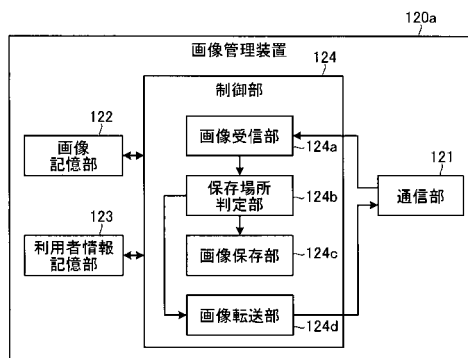 120a
画像管理装置
124
制御部
122
画像
記憶部
画像受信部
124a
121
通信部
保存場所
判定部
124b
123
利用者情報
記憶部
画像保存部
124c
画像転送部
124d